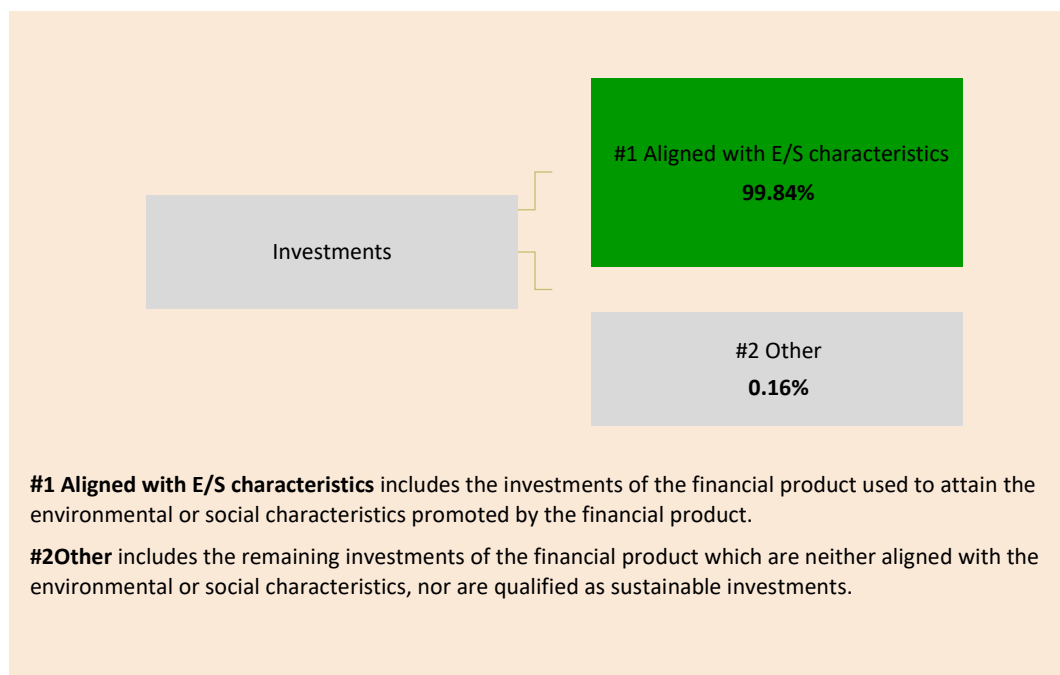 #1 Aligned with E/S characteristics
99.84%
Investments
#2 Other
0.16%
#1 Aligned with E/S characteristics includes the investments of the financial product used to attain the
environmental or social characteristics promoted by the financial product.
#2Other includes the remaining investments of the financial product which are neither aligned with the
environmental or social characteristics, nor are qualified as sustainable investments.